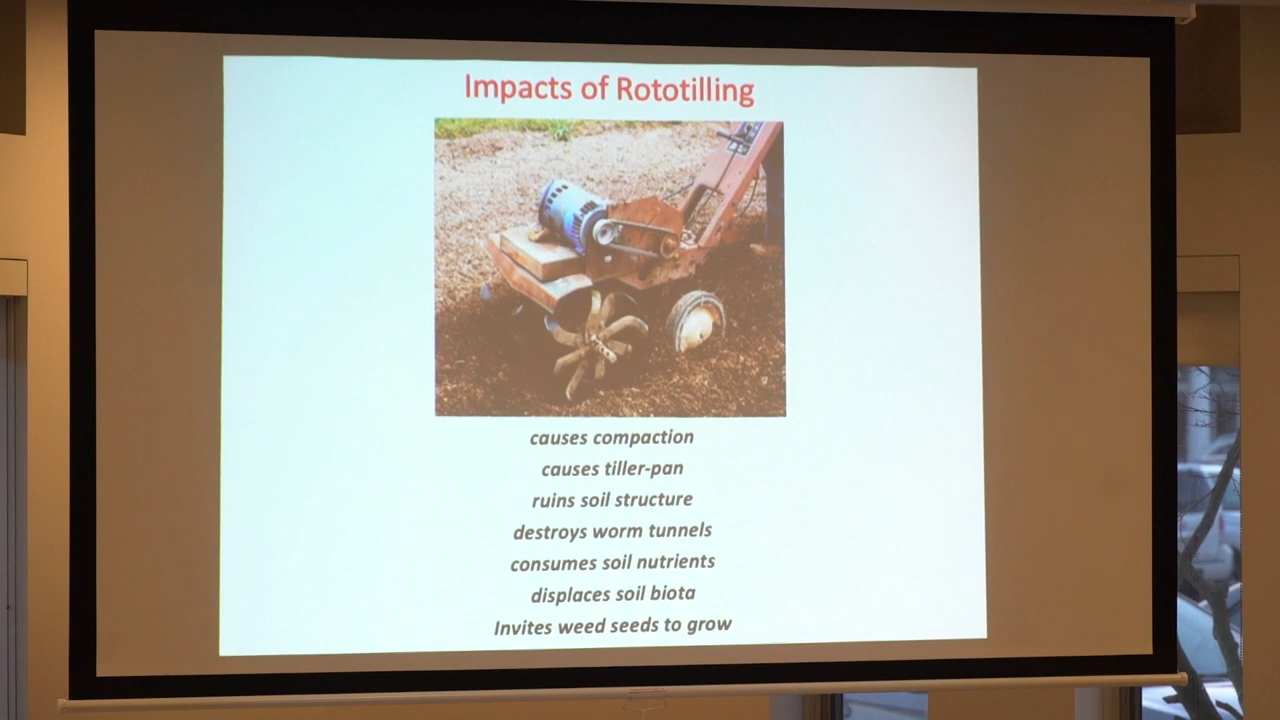 Impacts of Rototilling
causes compaction
causes tiller-pan
ruins soil structure
destroys worm tunnels
consumes soil nutrients
displaces soil biota
Invites weed seeds to grow